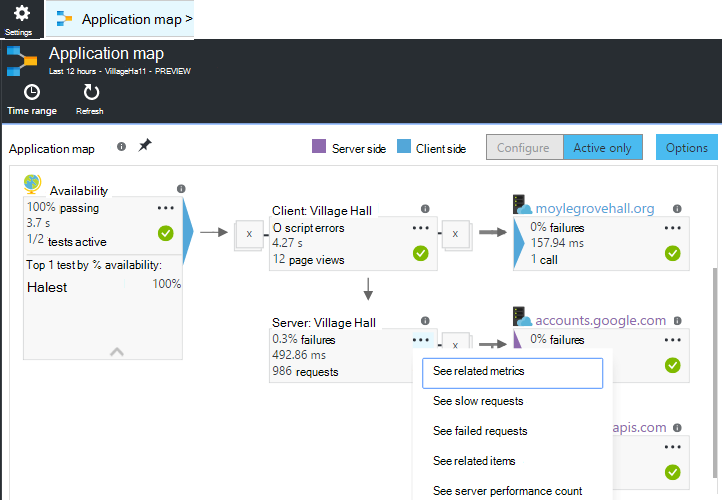 Settings
Application map >
Application map
Last 12 hours - VillageHa11 - PREVIEW
Time range
Refresh
Application map
Server side
Client side
Configure
Active only
Options
Availability
100% passing
3.7 s
1/2 tests active
Top 1 test by % availability:
Halest 100%
x
Client: Village Hall
O script errors
4.27 s
12 page views
x
moylegrovehall.org
0% failures
157.94 ms
1 call
Server: Village Hall
0.3% failures
492.86 ms
986 requests
x
accounts.google.com
0% failures
See related metrics
See slow requests
See failed requests
See related items
See server performance count
apis.com